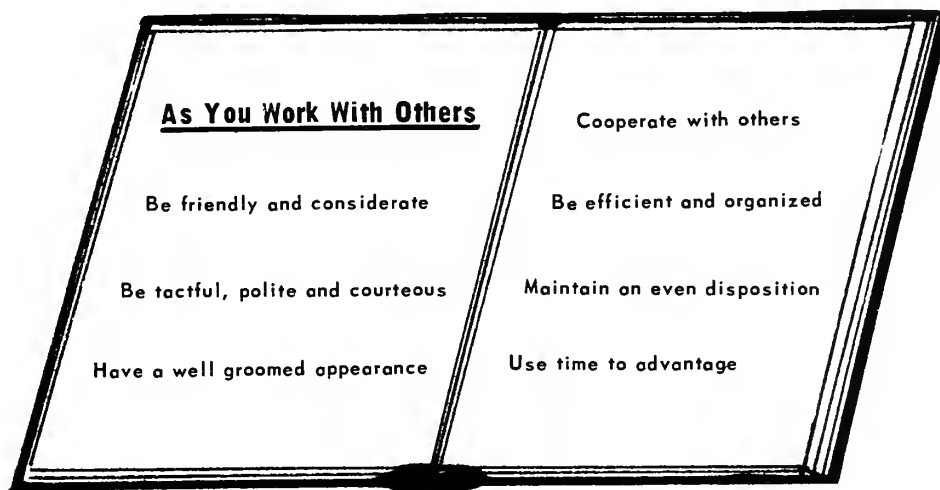 As You Work With Others
Be friendly and considerate
Be tactful, polite and courteous
Have a well groomed appearance
Cooperate with others
Be efficient and organized
Maintain an even disposition
Use time to advantage